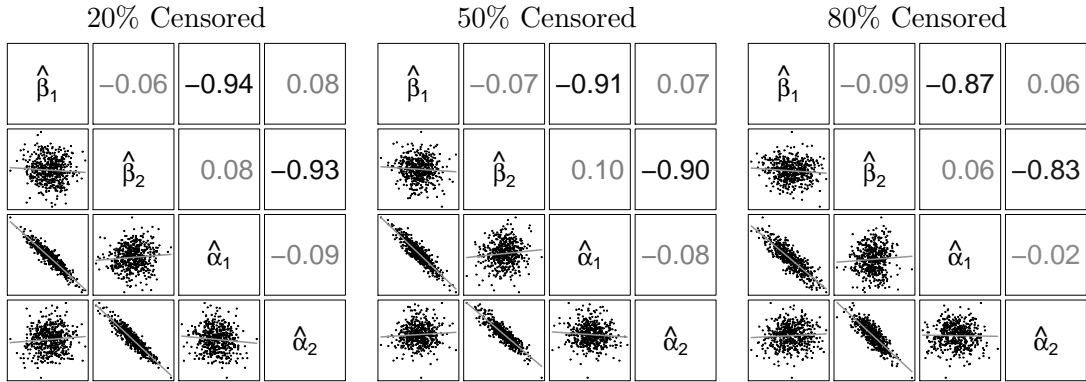 20% Censored 50% Censored 80% Censored
β̂₁ −0.06 −0.94 0.08 β̂₁ −0.07 −0.91 0.07 β̂₁ −0.09 −0.87 0.06
β̂₂ 0.08 −0.93 β̂₂ 0.10 −0.90 β̂₂ 0.06 −0.83
α̂₁ −0.09 α̂₁ −0.08 α̂₁ −0.02
α̂₂ α̂₂ α̂₂